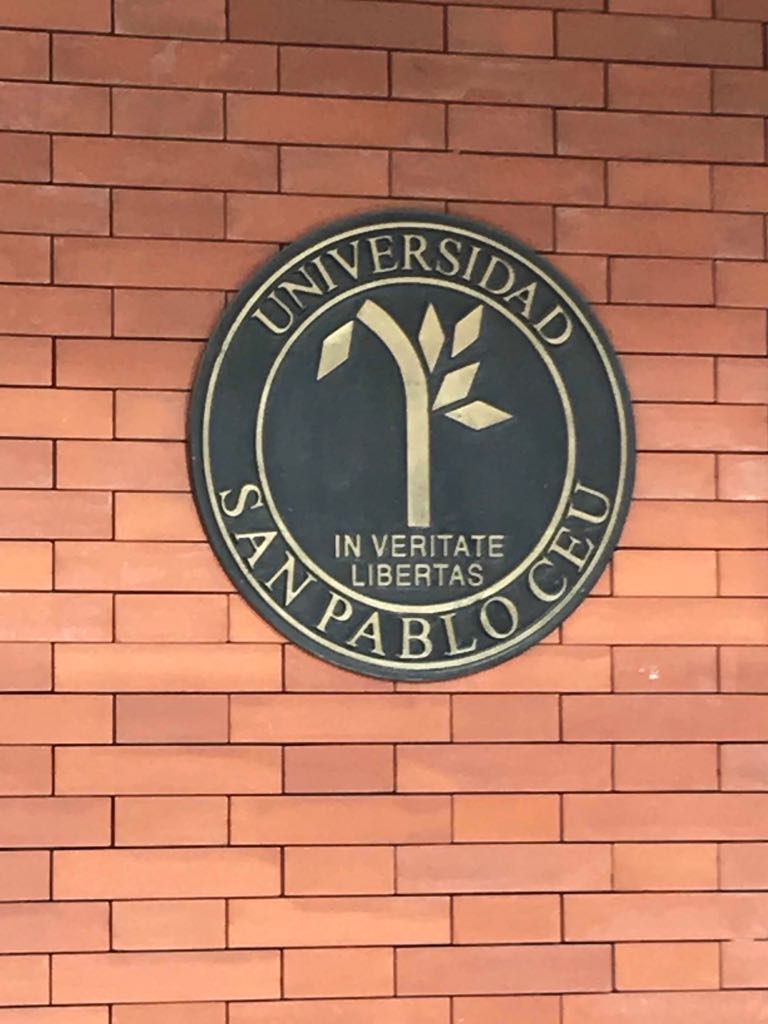 UNIVERSIDAD
IN VERITATE
LIBERTAS
SAN PABLO CEU